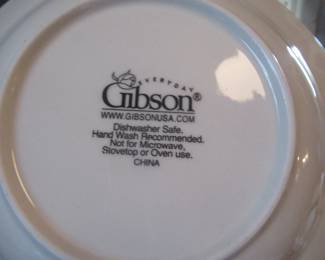 EVERYDAY
Gibson®
WWW.GIBSONUSA.COM
Dishwasher Safe.
Hand Wash Recommended.
Not for Microwave,
Stovetop or Oven use.
CHINA